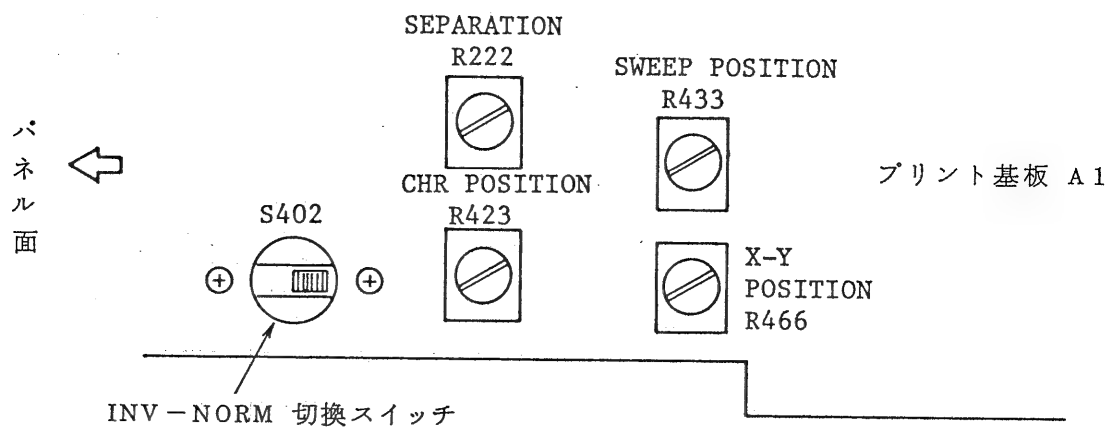 SEPARATION
R222
SWEEP POSITION
R433
パネル面
プリント基板 A1
CHR POSITION
R423
S402
X-Y
POSITION
R466
INV-NORM 切換スイッチ